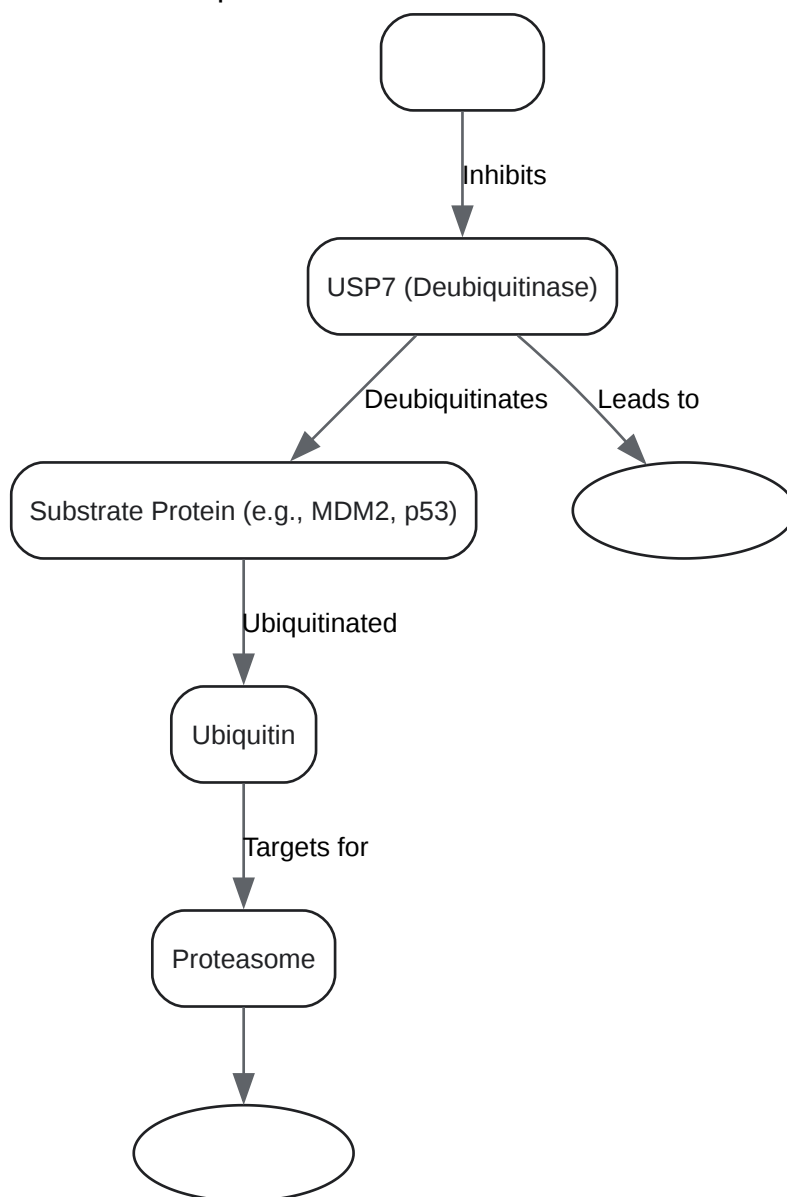 Inhibits
USP7 (Deubiquitinase)
Deubiquitinates
Leads to
Substrate Protein (e.g., MDM2, p53)
Ubiquitinated
Ubiquitin
Targets for
Proteasome